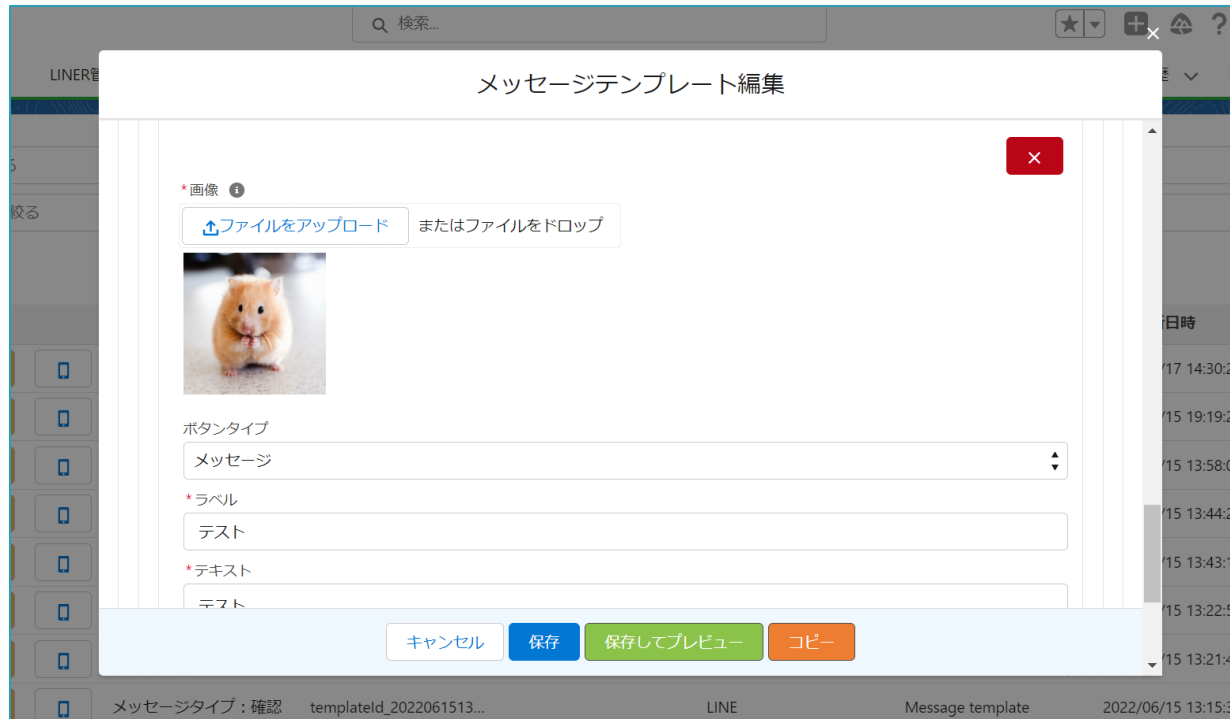 検索...
LINER管
メッセージテンプレート編集
*画像
ファイルをアップロード またはファイルをドロップ
絞る
ボタンタイプ
メッセージ
*ラベル
テスト
*テキスト
テスト
キャンセル 保存 保存してプレビュー コピー
日時
/17 14:30:2
/15 19:19:2
/15 13:58:0
/15 13:44:2
/15 13:43:1
/15 13:22:5
/15 13:21:4
メッセージタイプ：確認 templateId_2022061513... LINE Message template 2022/06/15 13:15: